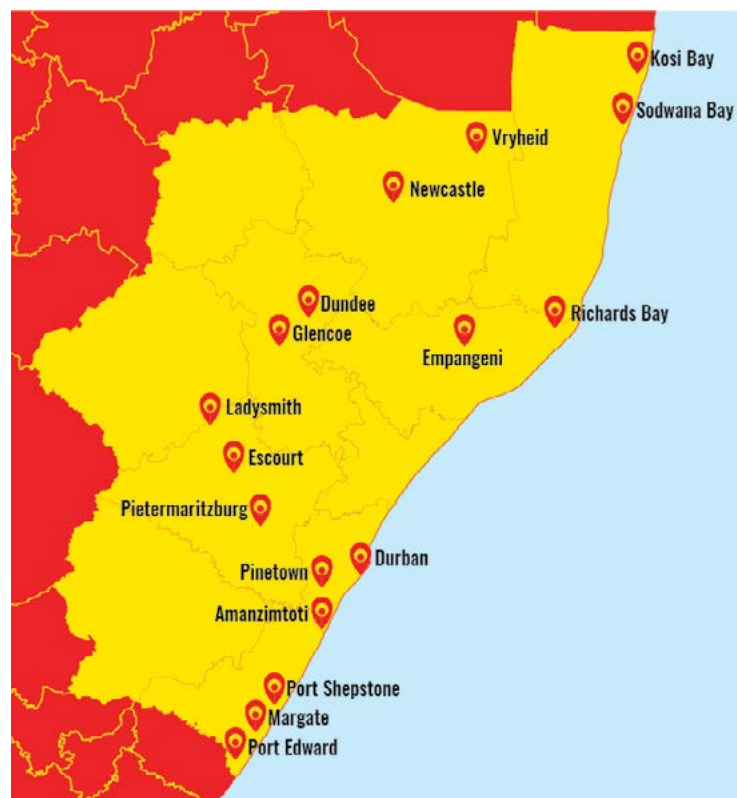 Kosi Bay
Sodwana Bay
Vryheid
Newcastle
Dundee
Richards Bay
Glencoe
Empangeni
Ladysmith
Escourt
Pietermaritzburg
Durban
Pinetown
Amanzimtoti
Port Shepstone
Margate
Port Edward